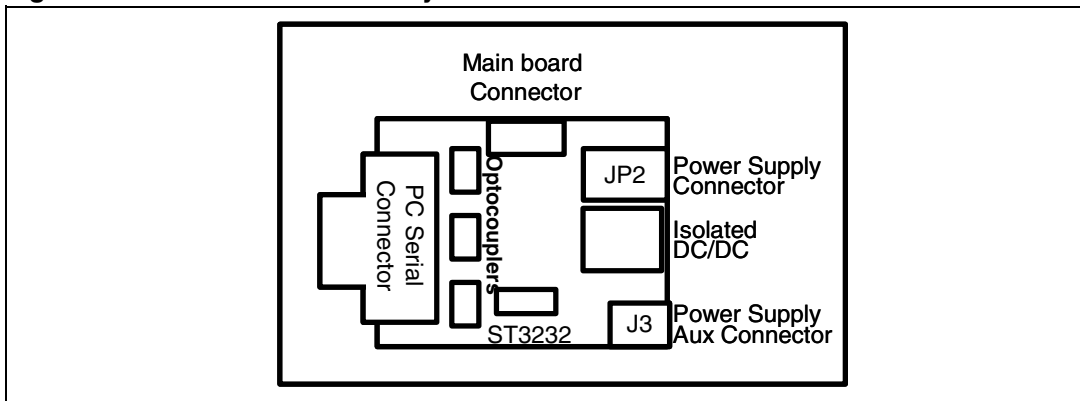 Main board
Connector
PC Serial
Connector
Optocouplers
JP2
Power Supply
Connector
Isolated
DC/DC
ST3232
J3
Power Supply
Aux Connector